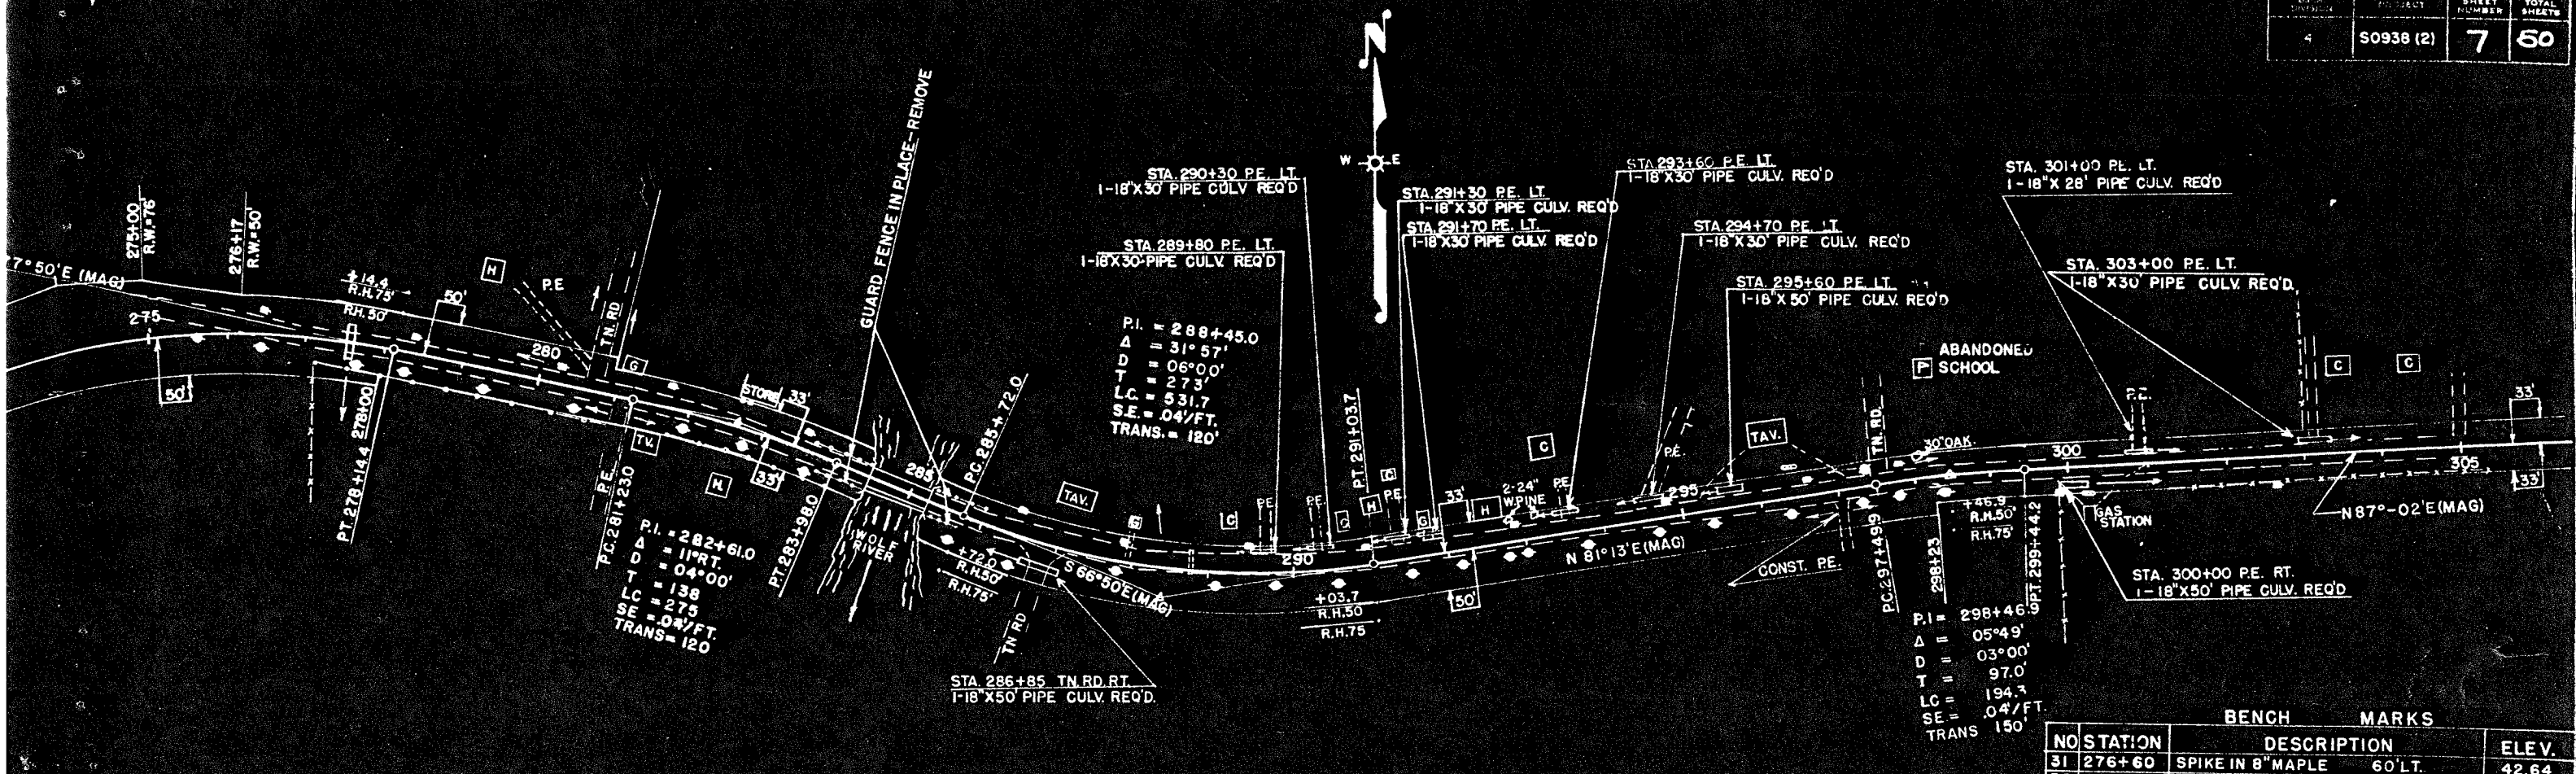 SHEET NUMBER
TOTAL SHEETS
4
S0938 (2)
7
60
N
W
E
275+00
R.W.=76'
276+17
R.W.=50'
7°50'E (MAG)
275
+14.4
R.H.75'
R.H.50'
50'
50'
H
P.E
TN. RD
280
G
STORE
33'
278+00
P.T. 278+14.4
GUARD FENCE IN PLACE-REMOVE
TV.
P.E.
P.C. 281+23.0
H
33'
P.T. 283+98.0
P.I. = 282+61.0
Δ = 11°RT.
D = 04°00'
T = 138
LC = 275
SE = .04'/FT.
TRANS= 120
WOLF
RIVER
285
P.C. 285+72.0
+72.0
R.H.50'
R.H.75'
TN RD
S 66°50'E(MAG)
STA. 286+85 TN.RD.RT.
1-18"X50' PIPE CULV. REQ'D.
TAV.
P.I. = 288+45.0
Δ = 31°57'
D = 06°00'
T = 273'
L.C. = 531.7
S.E. = .04'/FT.
TRANS.= 120'
STA. 290+30 P.E. LT.
1-18"X30' PIPE CULV REQ'D
STA. 289+80 P.E. LT.
1-18"X30' PIPE CULV. REQ'D
STA. 291+30 P.E. LT.
1-18"X30' PIPE CULV. REQ'D
STA. 291+70 P.E. LT.
1-18"X30' PIPE CULV. REQ'D
STA. 293+60 P.E. LT.
1-18"X30' PIPE CULV. REQ'D
STA. 294+70 P.E. LT.
1-18"X30' PIPE CULV. REQ'D
STA. 295+60 P.E. LT.
1-18"X 50' PIPE CULV. REQ'D
STA. 301+00 P.E. LT.
1-18"X 28' PIPE CULV. REQ'D
STA. 303+00 P.E. LT.
1-18"X30' PIPE CULV. REQ'D.
G
C
P.E.
P.E.
290
P.T. 291+03.7
H
C
P.E.
G
33'
H
2-24"
W.PINE
P.E.
C
P.E.
295
TAV.
+03.7
R.H.50
R.H.75
50'
N 81°13'E(MAG)
CONST. P.E.
ABANDONED
P SCHOOL
TN. RD.
30"OAK
P.E.
300
C
C
33'
305
33'
P.C. 297+49.9
298+23
+46.9
R.H.50'
R.H.75'
P.T. 299+44.2
GAS
STATION
N87°-02'E(MAG)
STA. 300+00 P.E. RT.
1-18"X50' PIPE CULV. REQ'D
P.I = 298+46.9
Δ = 05°49'
D = 03°00'
T = 97.0'
LC = 194.3
SE = .04'/FT.
TRANS 150'
BENCH MARKS
NO STATION DESCRIPTION ELEV.
31 276+60 SPIKE IN 8"MAPLE 60'LT. 42.64